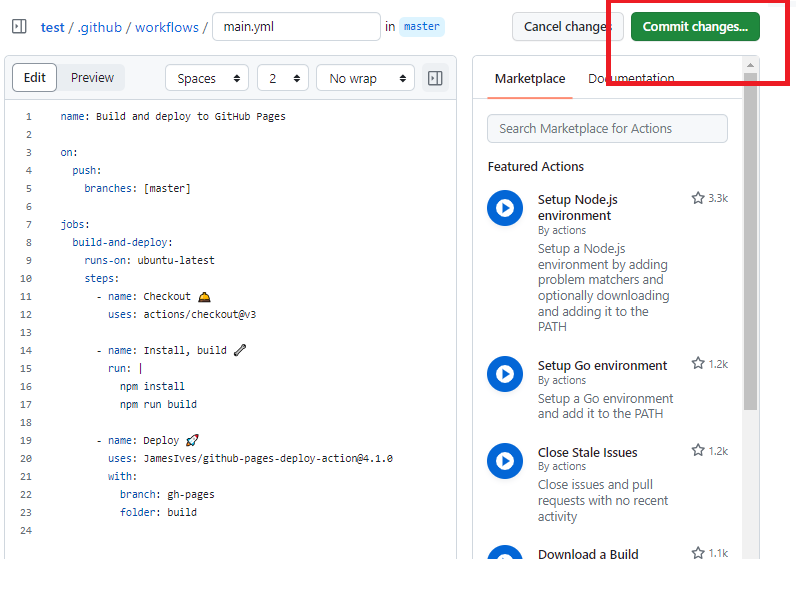 test / .github / workflows / main.yml in master Cancel changes Commit changes...
Edit Preview Spaces 2 No wrap
1 name: Build and deploy to GitHub Pages
2
3 on:
4 push:
5 branches: [master]
6
7 jobs:
8 build-and-deploy:
9 runs-on: ubuntu-latest
10 steps:
11 - name: Checkout 🛎️
12 uses: actions/checkout@v3
13
14 - name: Install, build 🔧
15 run: |
16 npm install
17 npm run build
18
19 - name: Deploy 🚀
20 uses: JamesIves/github-pages-deploy-action@4.1.0
21 with:
22 branch: gh-pages
23 folder: build
24
Marketplace Documentation
Search Marketplace for Actions
Featured Actions
Setup Node.js 3.3k
environment
By actions
Setup a Node.js
environment by adding
problem matchers and
optionally downloading
and adding it to the
PATH
Setup Go environment 1.2k
By actions
Setup a Go environment
and add it to the PATH
Close Stale Issues 1.2k
By actions
Close issues and pull
requests with no recent
activity
Download a Build 1.1k